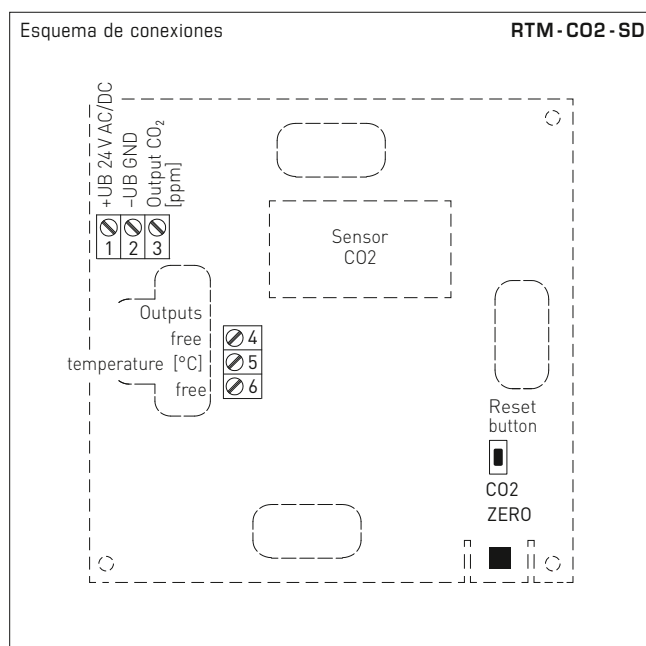 Esquema de conexiones
RTM-CO2-SD
+UB 24V AC/DC
–UB GND
Output CO₂
[ppm]
1 2 3
Sensor
CO2
Outputs
free 4
temperature [°C] 5
free 6
Reset
button
CO2
ZERO